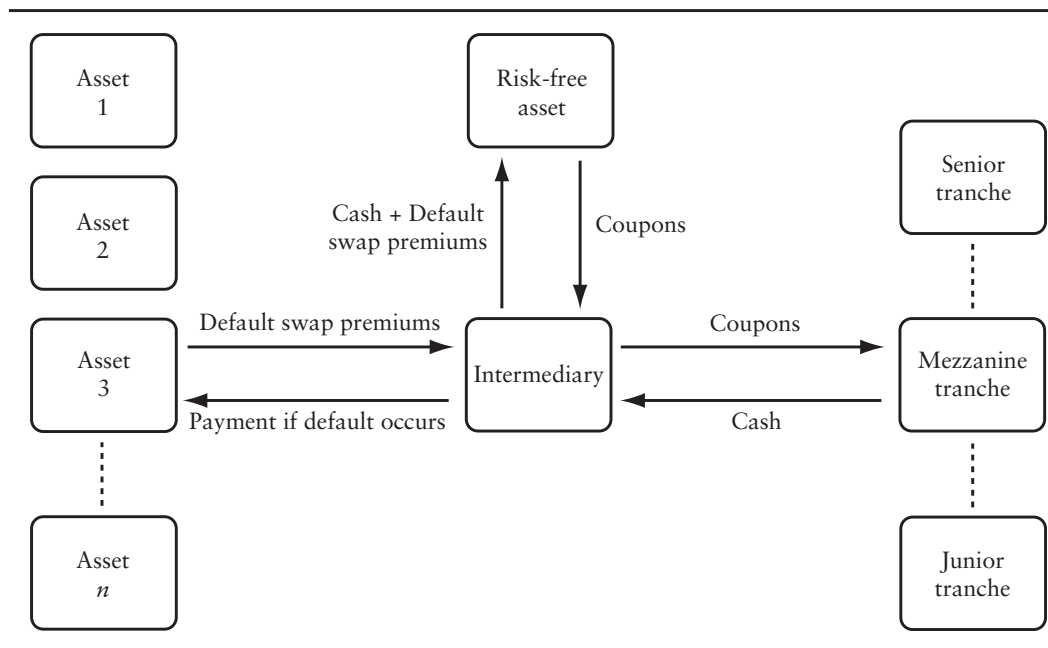 Asset
1
Risk-free
asset
Senior
tranche
Asset
2
Cash + Default
swap premiums
Coupons
Default swap premiums
Coupons
Asset
3
Intermediary
Mezzanine
tranche
Payment if default occurs
Cash
Asset
n
Junior
tranche